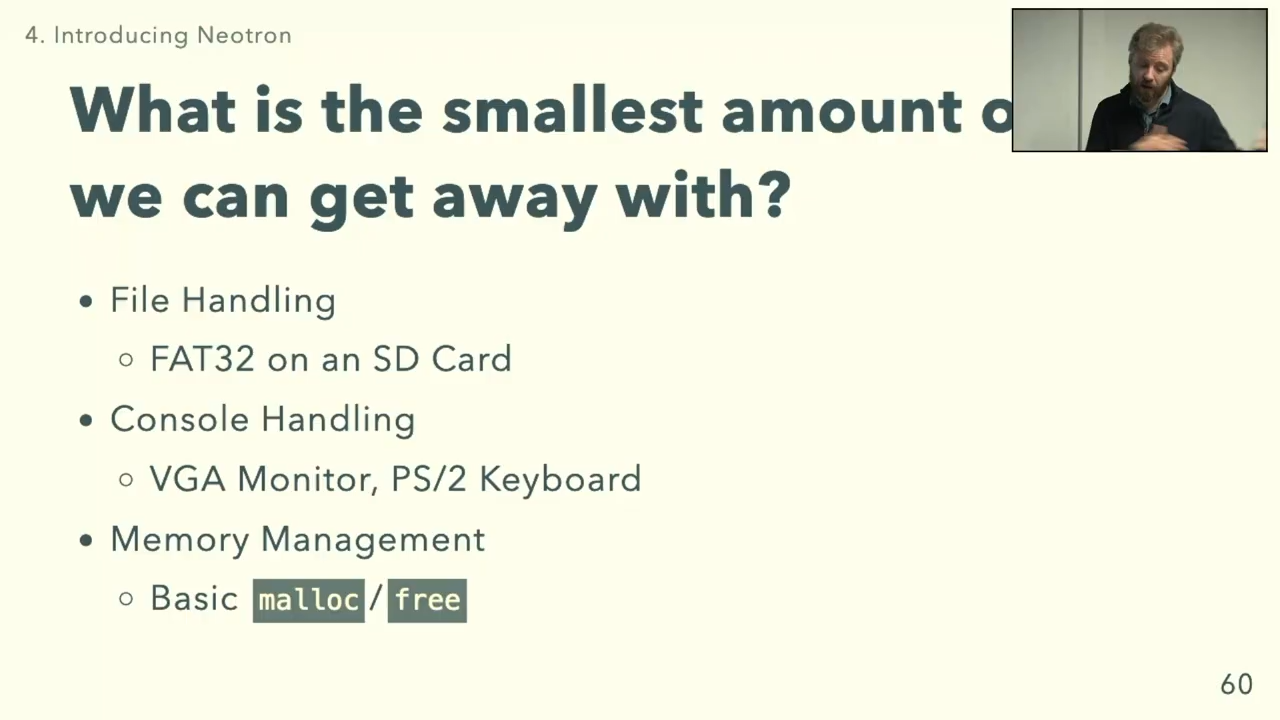 4. Introducing Neotron
What is the smallest amount
we can get away with?
• File Handling
◦ FAT32 on an SD Card
• Console Handling
◦ VGA Monitor, PS/2 Keyboard
• Memory Management
◦ Basic malloc/free
60